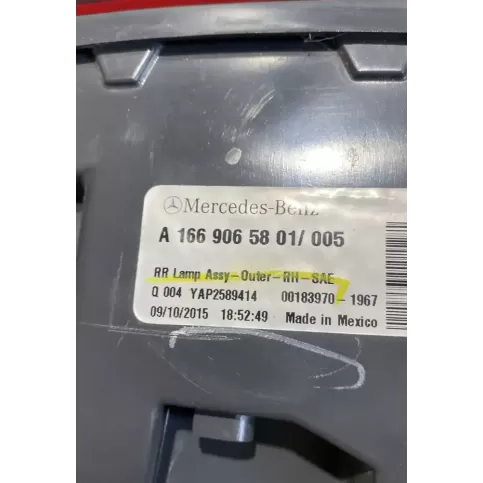 Mercedes-Benz
A 166 906 58 01/ 005
RR Lamp Assy-Outer-RH-SAE
Q 004 YAP2589414 00183970-1967
09/10/2015 18:52:49 Made in Mexico